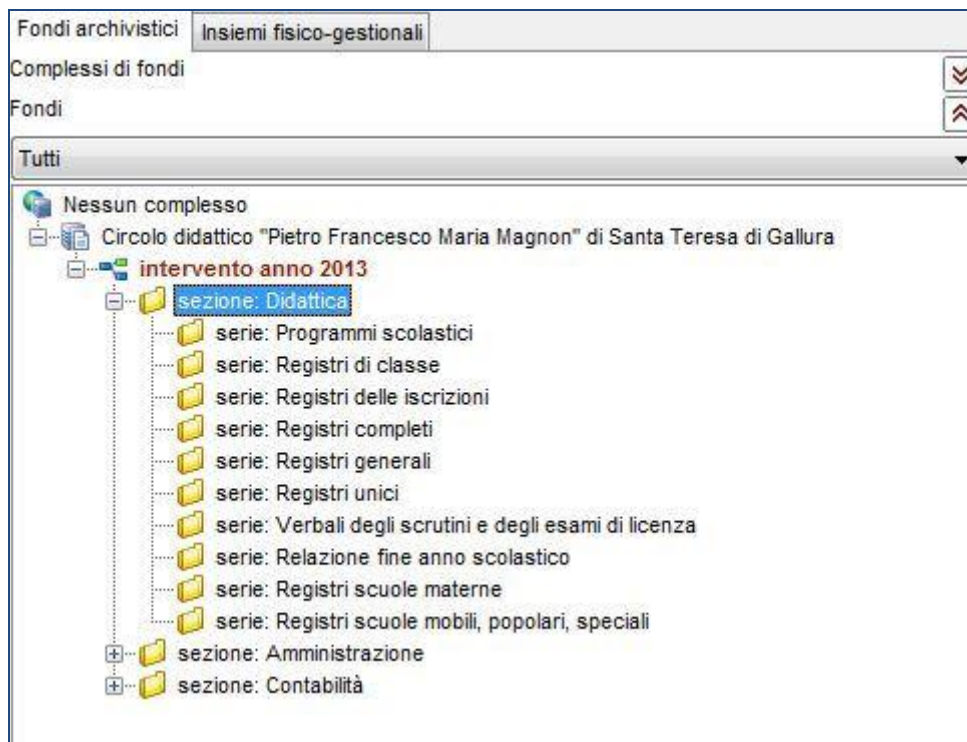 Fondi archivistici Insiemi fisico-gestionali
Complessi di fondi
Fondi
Tutti
Nessun complesso
Circolo didattico "Pietro Francesco Maria Magnon" di Santa Teresa di Gallura
intervento anno 2013
sezione: Didattica
serie: Programmi scolastici
serie: Registri di classe
serie: Registri delle iscrizioni
serie: Registri completi
serie: Registri generali
serie: Registri unici
serie: Verbali degli scrutini e degli esami di licenza
serie: Relazione fine anno scolastico
serie: Registri scuole materne
serie: Registri scuole mobili, popolari, speciali
sezione: Amministrazione
sezione: Contabilità